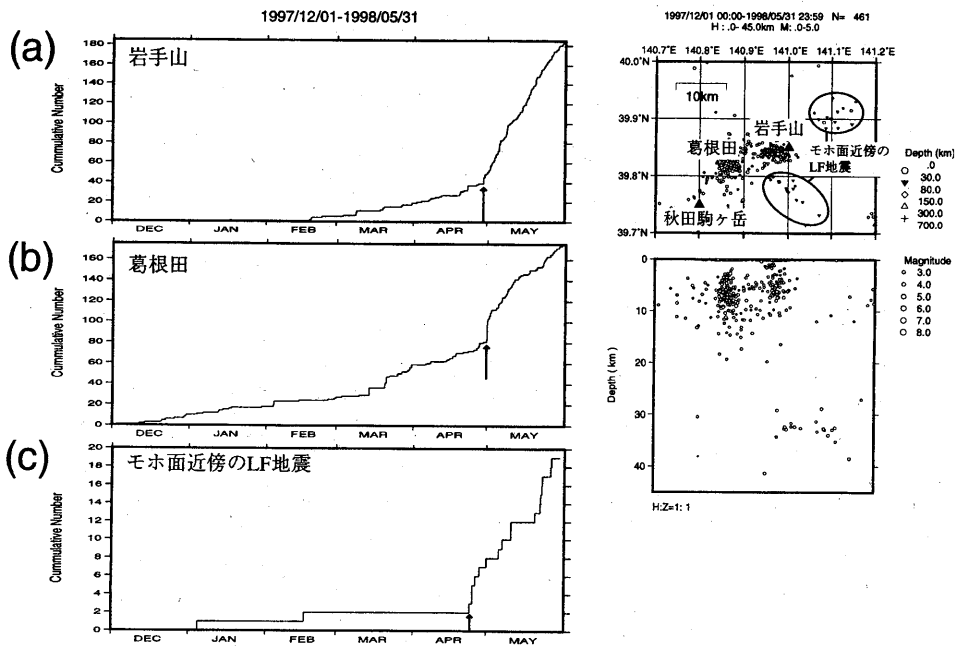 1997/12/01-1998/05/31
(a)
岩手山
Cummulative Number
180
160
140
120
100
80
60
40
20
0
DEC JAN FEB MAR APR MAY
(b)
葛根田
Cummulative Number
160
140
120
100
80
60
40
20
0
DEC JAN FEB MAR APR MAY
(c)
モホ面近傍のLF地震
Cummulative Number
20
18
16
14
12
10
8
6
4
2
0
DEC JAN FEB MAR APR MAY
1997/12/01 00:00-1998/05/31 23:59 N= 461
H : .0- 45.0km M: .0-5.0
140.7°E 140.8°E 140.9°E 141.0°E 141.1°E 141.2°E
40.0°N
39.9°N
39.8°N
39.7°N
10km
岩手山
葛根田
モホ面近傍の
LF地震
秋田駒ヶ岳
Depth (km)
.0
30.0
80.0
150.0
300.0
700.0
Magnitude
3.0
4.0
5.0
6.0
7.0
8.0
Depth ( km )
0
10
20
30
40
H:Z=1: 1